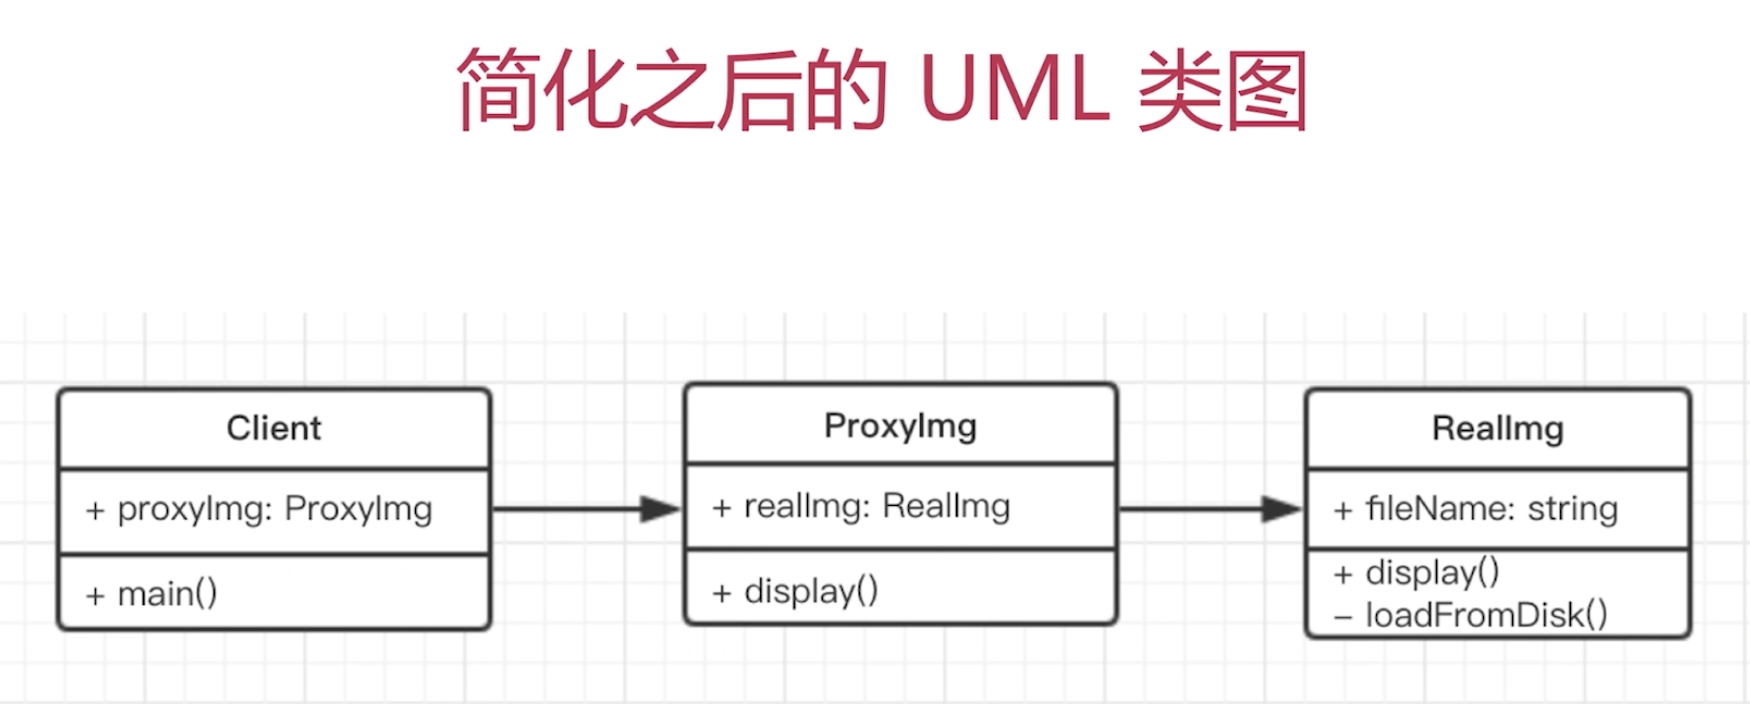 简化之后的 UML 类图
Client
+ proxyImg: ProxyImg
+ main()
ProxyImg
+ realImg: RealImg
+ display()
RealImg
+ fileName: string
+ display()
− loadFromDisk()